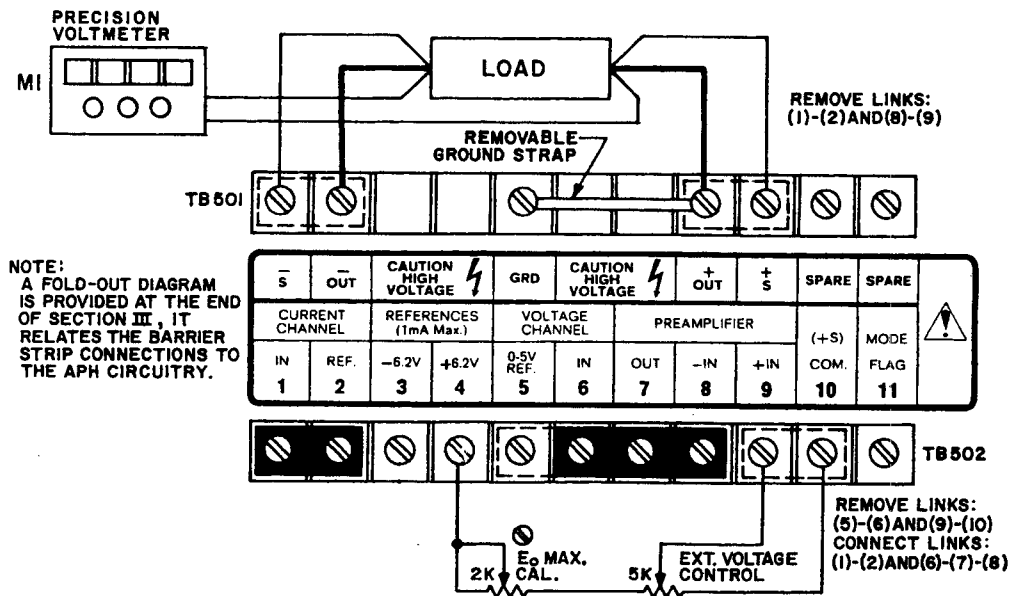 PRECISION
VOLTMETER
M1
LOAD
REMOVE LINKS:
(1)-(2)AND(8)-(9)
REMOVABLE
GROUND STRAP
TB501
NOTE:
A FOLD-OUT DIAGRAM
IS PROVIDED AT THE END
OF SECTION III, IT
RELATES THE BARRIER
STRIP CONNECTIONS TO
THE APH CIRCUITRY.
– S
– OUT
CAUTION HIGH VOLTAGE
GRD
CAUTION HIGH VOLTAGE
+ OUT
+ S
SPARE
SPARE
CURRENT CHANNEL
REFERENCES (1mA Max.)
VOLTAGE CHANNEL
PREAMPLIFIER
IN
REF.
–6.2V
+6.2V
0-5V REF.
IN
OUT
–IN
+IN
(+S) COM.
MODE FLAG
1 2 3 4 5 6 7 8 9 10 11
TB502
REMOVE LINKS:
(5)-(6)AND(9)-(10)
CONNECT LINKS:
(1)-(2)AND(6)-(7)-(8)
2K
Eo MAX.
CAL.
5K
EXT. VOLTAGE
CONTROL